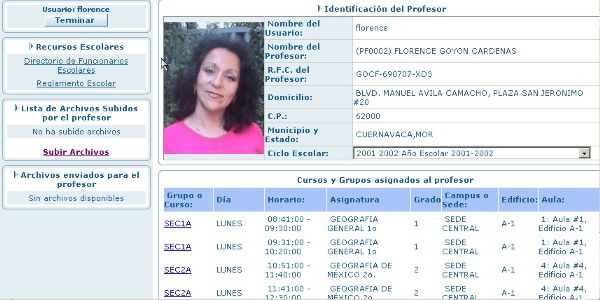 Usuario: florence
Terminar
Recursos Escolares
Directorio de Funcionarios
Escolares
Reglamento Escolar
Lista de Archivos Subidos
por el profesor
No ha subido archivos
Subir Archivos
Archivos enviados para el
profesor
Sin archivos disponibles
Identificación del Profesor
Nombre del
Usuario:
florence
Nombre del
Profesor:
(PF0002) FLORENCE GOYON CARDENAS
R.F.C. del
Profesor:
GOCF-690707-XD3
Domicilio:
BLVD. MANUEL AVILA CAMACHO, PLAZA SAN JERONIMO
#20
C.P.:
62000
Municipio y
Estado:
CUERNAVACA,MOR
Ciclo Escolar:
2001 2002 Año Escolar 2001-2002
Cursos y Grupos asignados al profesor
Grupo o
Curso:
Día
Horario:
Asignatura
Grado
Campus o
Sede:
Edificio:
Aula:
SEC1A
LUNES
08:41:00 -
09:30:00
GEOGRAFIA
GENERAL 1o
1
SEDE
CENTRAL
A-1
1: Aula #1,
Edificio A-1
SEC1A
LUNES
09:31:00 -
10:20:00
GEOGRAFIA
GENERAL 1o
1
SEDE
CENTRAL
A-1
1: Aula #1,
Edificio A-1
SEC2A
LUNES
10:51:00 -
11:40:00
GEOGRAFIA DE
MÉXICO 2o.
2
SEDE
CENTRAL
A-1
4: Aula #4,
Edificio A-1
SEC2A
LUNES
11:41:00 -
12:30:00
GEOGRAFIA DE
MÉXICO 2o.
2
SEDE
CENTRAL
A-1
4: Aula #4,
Edificio A-1